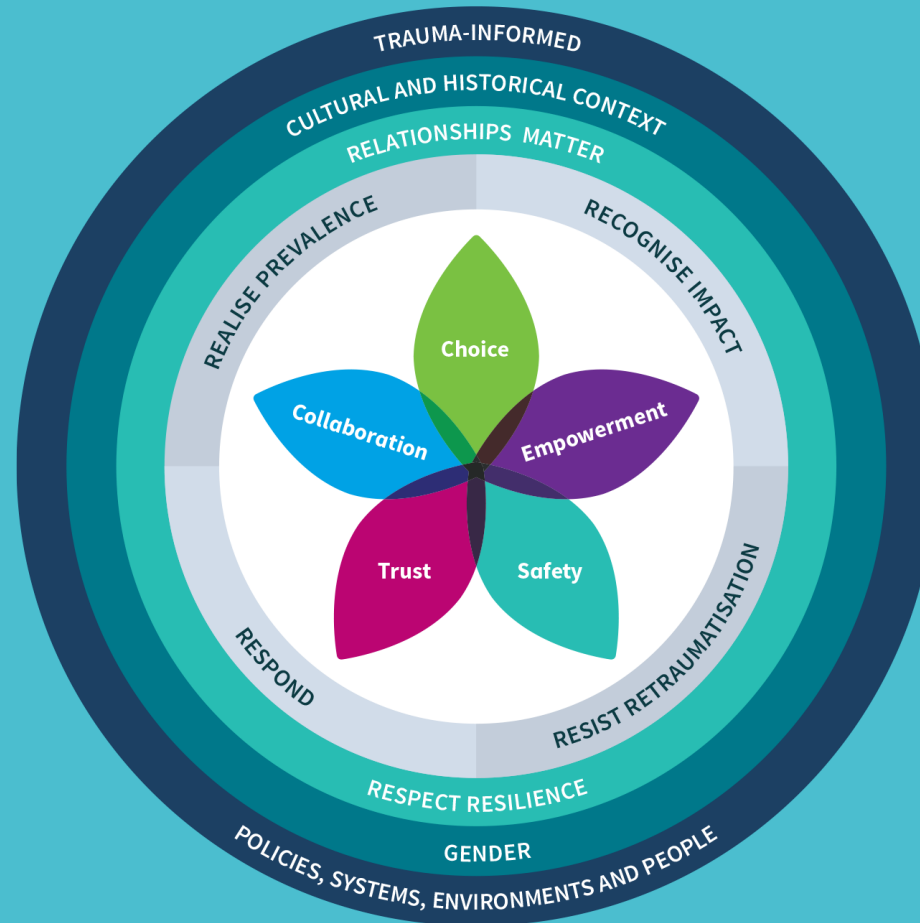 TRAUMA-INFORMED
CULTURAL AND HISTORICAL CONTEXT
RELATIONSHIPS MATTER
REALISE PREVALENCE
RECOGNISE IMPACT
Choice
Collaboration
Empowerment
Trust
Safety
RESPOND
RESIST RETRAUMATISATION
RESPECT RESILIENCE
GENDER
POLICIES, SYSTEMS, ENVIRONMENTS AND PEOPLE